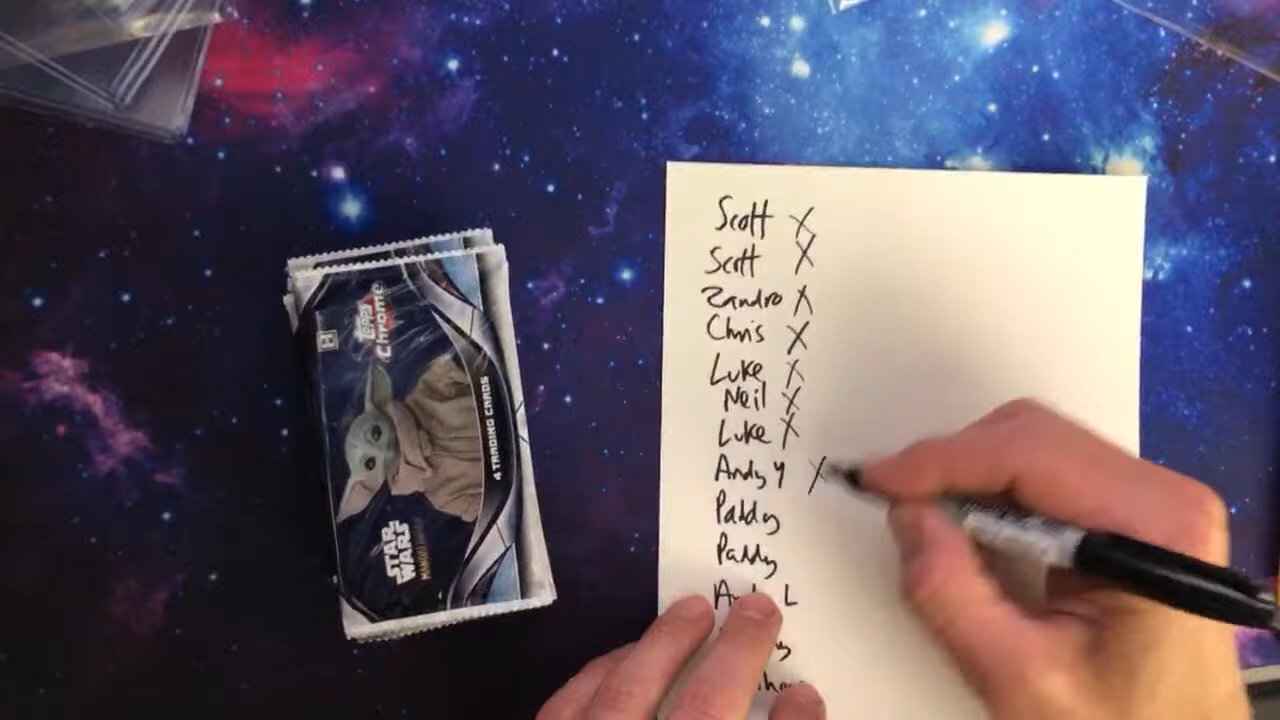 Scott X
Scott X
Zandro X
Chris X
Luke X
Neil X
Luke X
Andy Y X
Paddy
Paddy
L
Topps
Chrome
4 TRADING CARDS
STAR
WARS
H